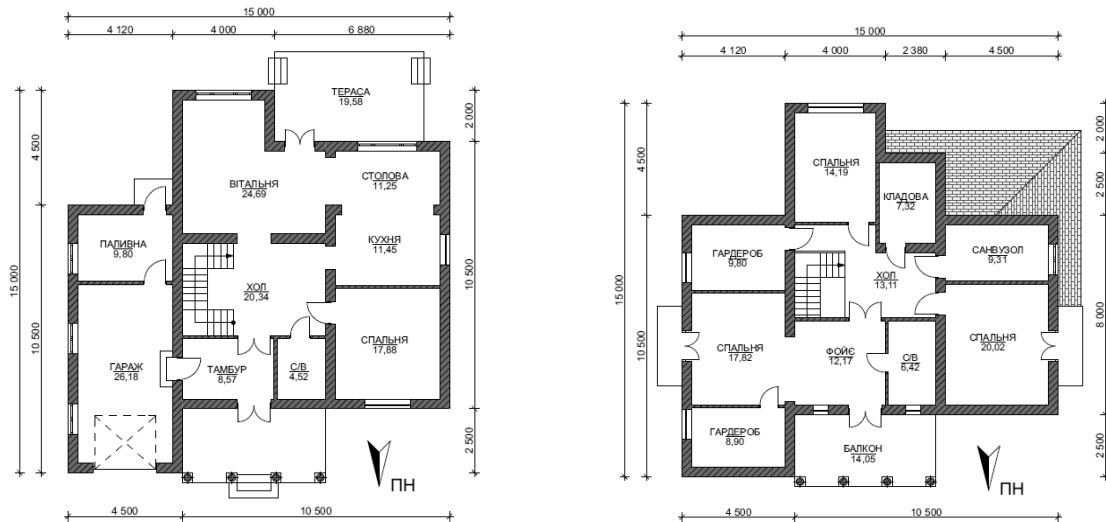 15 000
4 120
4 000
6 880
ТЕРАСА
19,58
2 000
4 500
ВІТАЛЬНЯ
24,69
СТОЛОВА
11,25
ПАЛИВНА
9,80
КУХНЯ
11,45
15 000
10 500
10 500
ХОЛ
20,34
ГАРАЖ
26,18
ТАМБУР
8,57
С/В
4,52
СПАЛЬНЯ
17,88
2 500
ПН
4 500
10 500
15 000
4 120
4 000
2 380
4 500
2 000
4 500
СПАЛЬНЯ
14,19
КЛАДОВА
7,32
2 500
ГАРДЕРОБ
9,80
ХОЛ
13,11
САНВУЗОЛ
9,31
15 000
10 500
8 000
СПАЛЬНЯ
17,82
ФОЙЄ
12,17
С/В
6,42
СПАЛЬНЯ
20,02
ГАРДЕРОБ
8,90
БАЛКОН
14,05
2 500
ПН
4 500
10 500